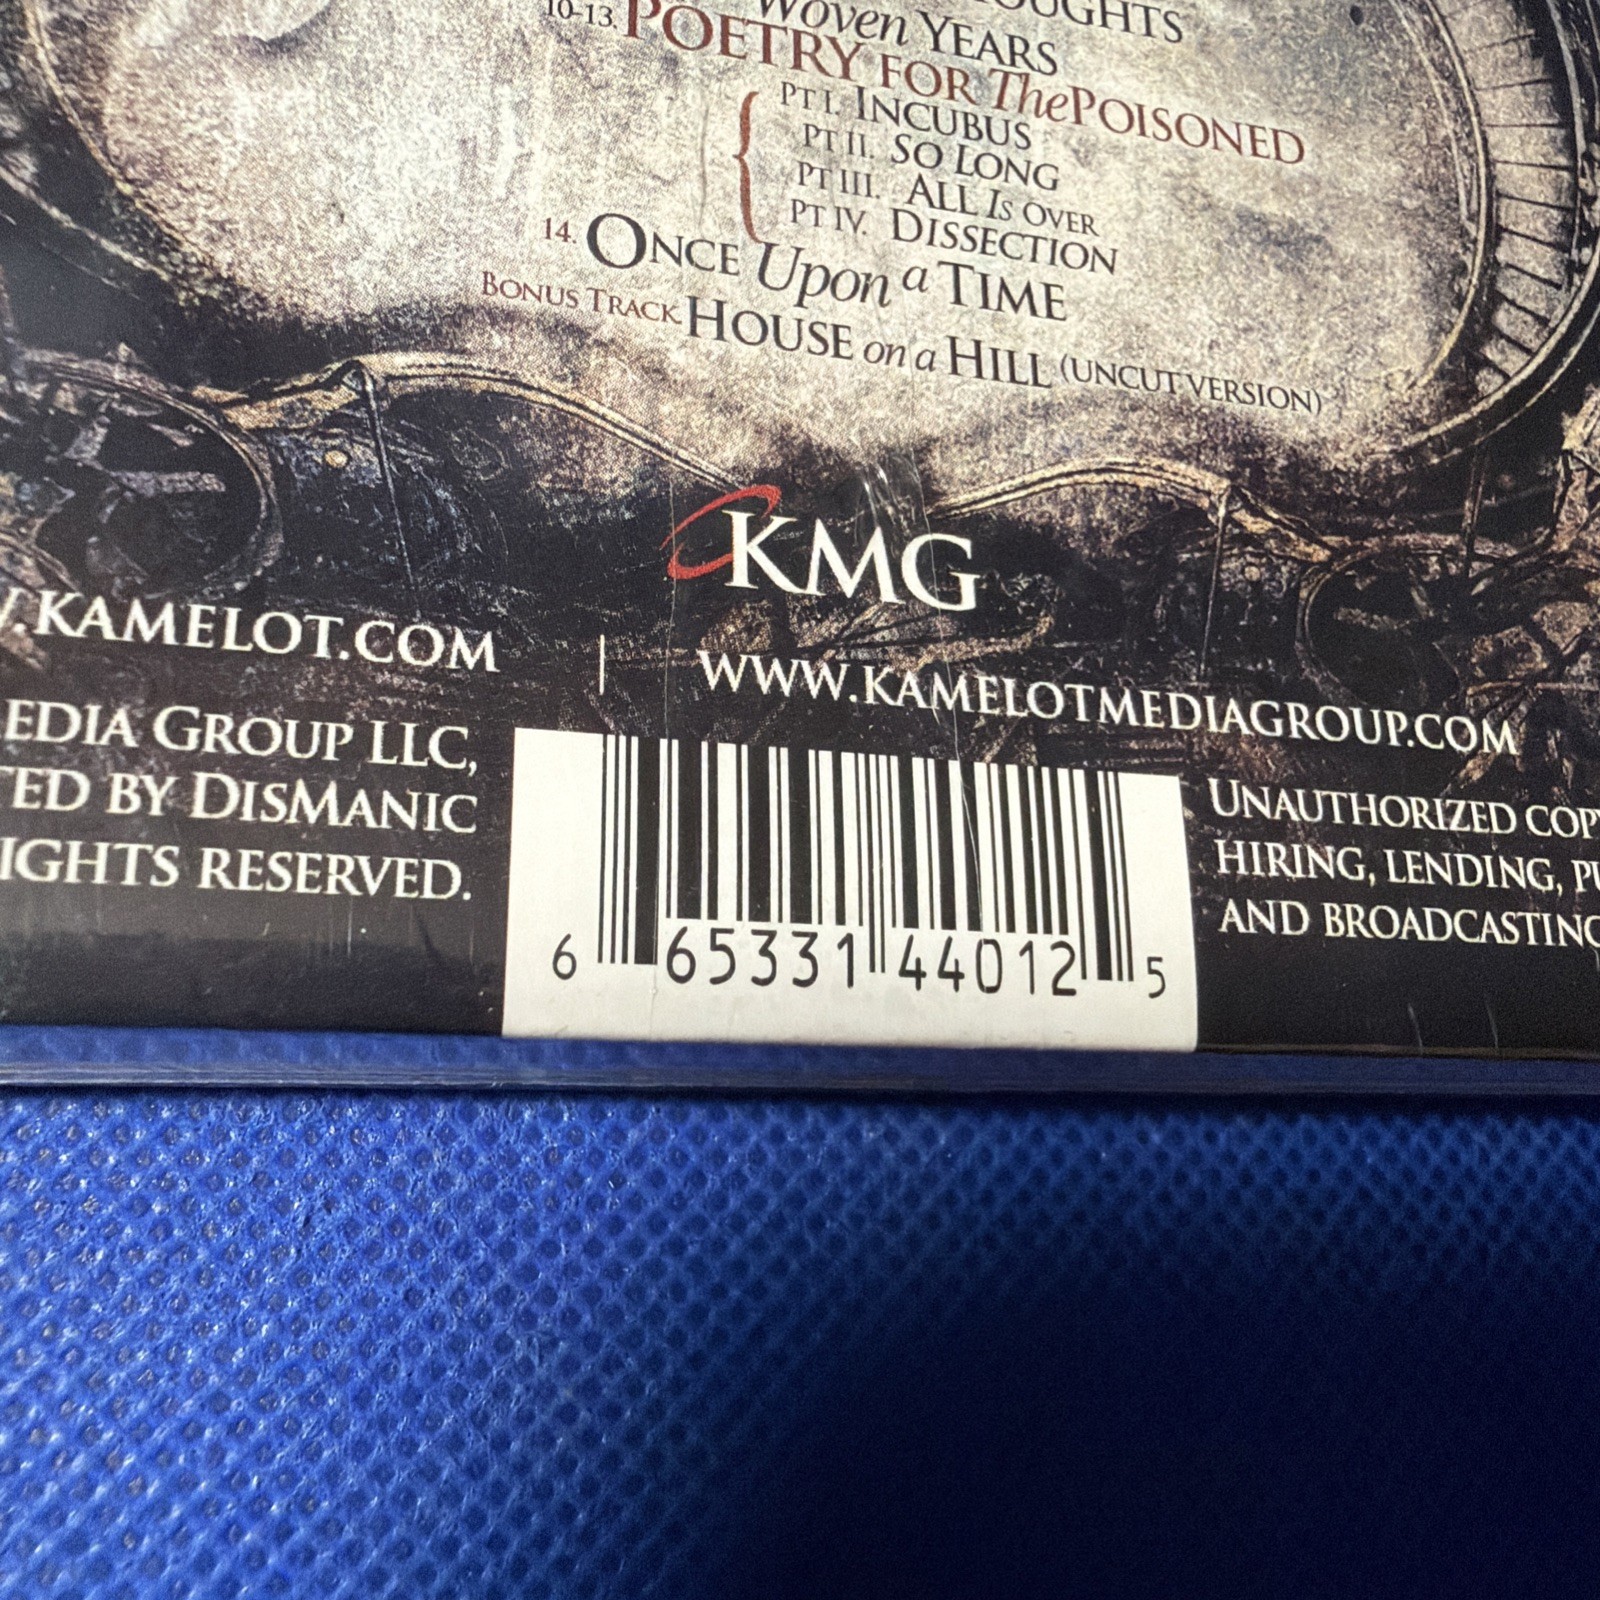 Woven YEARS
10-13. POETRY FOR The POISONED
PT I. INCUBUS
PT II. SO LONG
PT III. ALL Is OVER
PT IV. DISSECTION
14. ONCE Upon a TIME
BONUS TRACK HOUSE on a HILL (UNCUT VERSION)
KMG
.KAMELOT.COM | WWW.KAMELOTMEDIAGROUP.COM
EDIA GROUP LLC,
TED BY DISMANIC
IGHTS RESERVED.
UNAUTHORIZED COP
HIRING, LENDING, PU
AND BROADCASTING
6 65331 44012 5